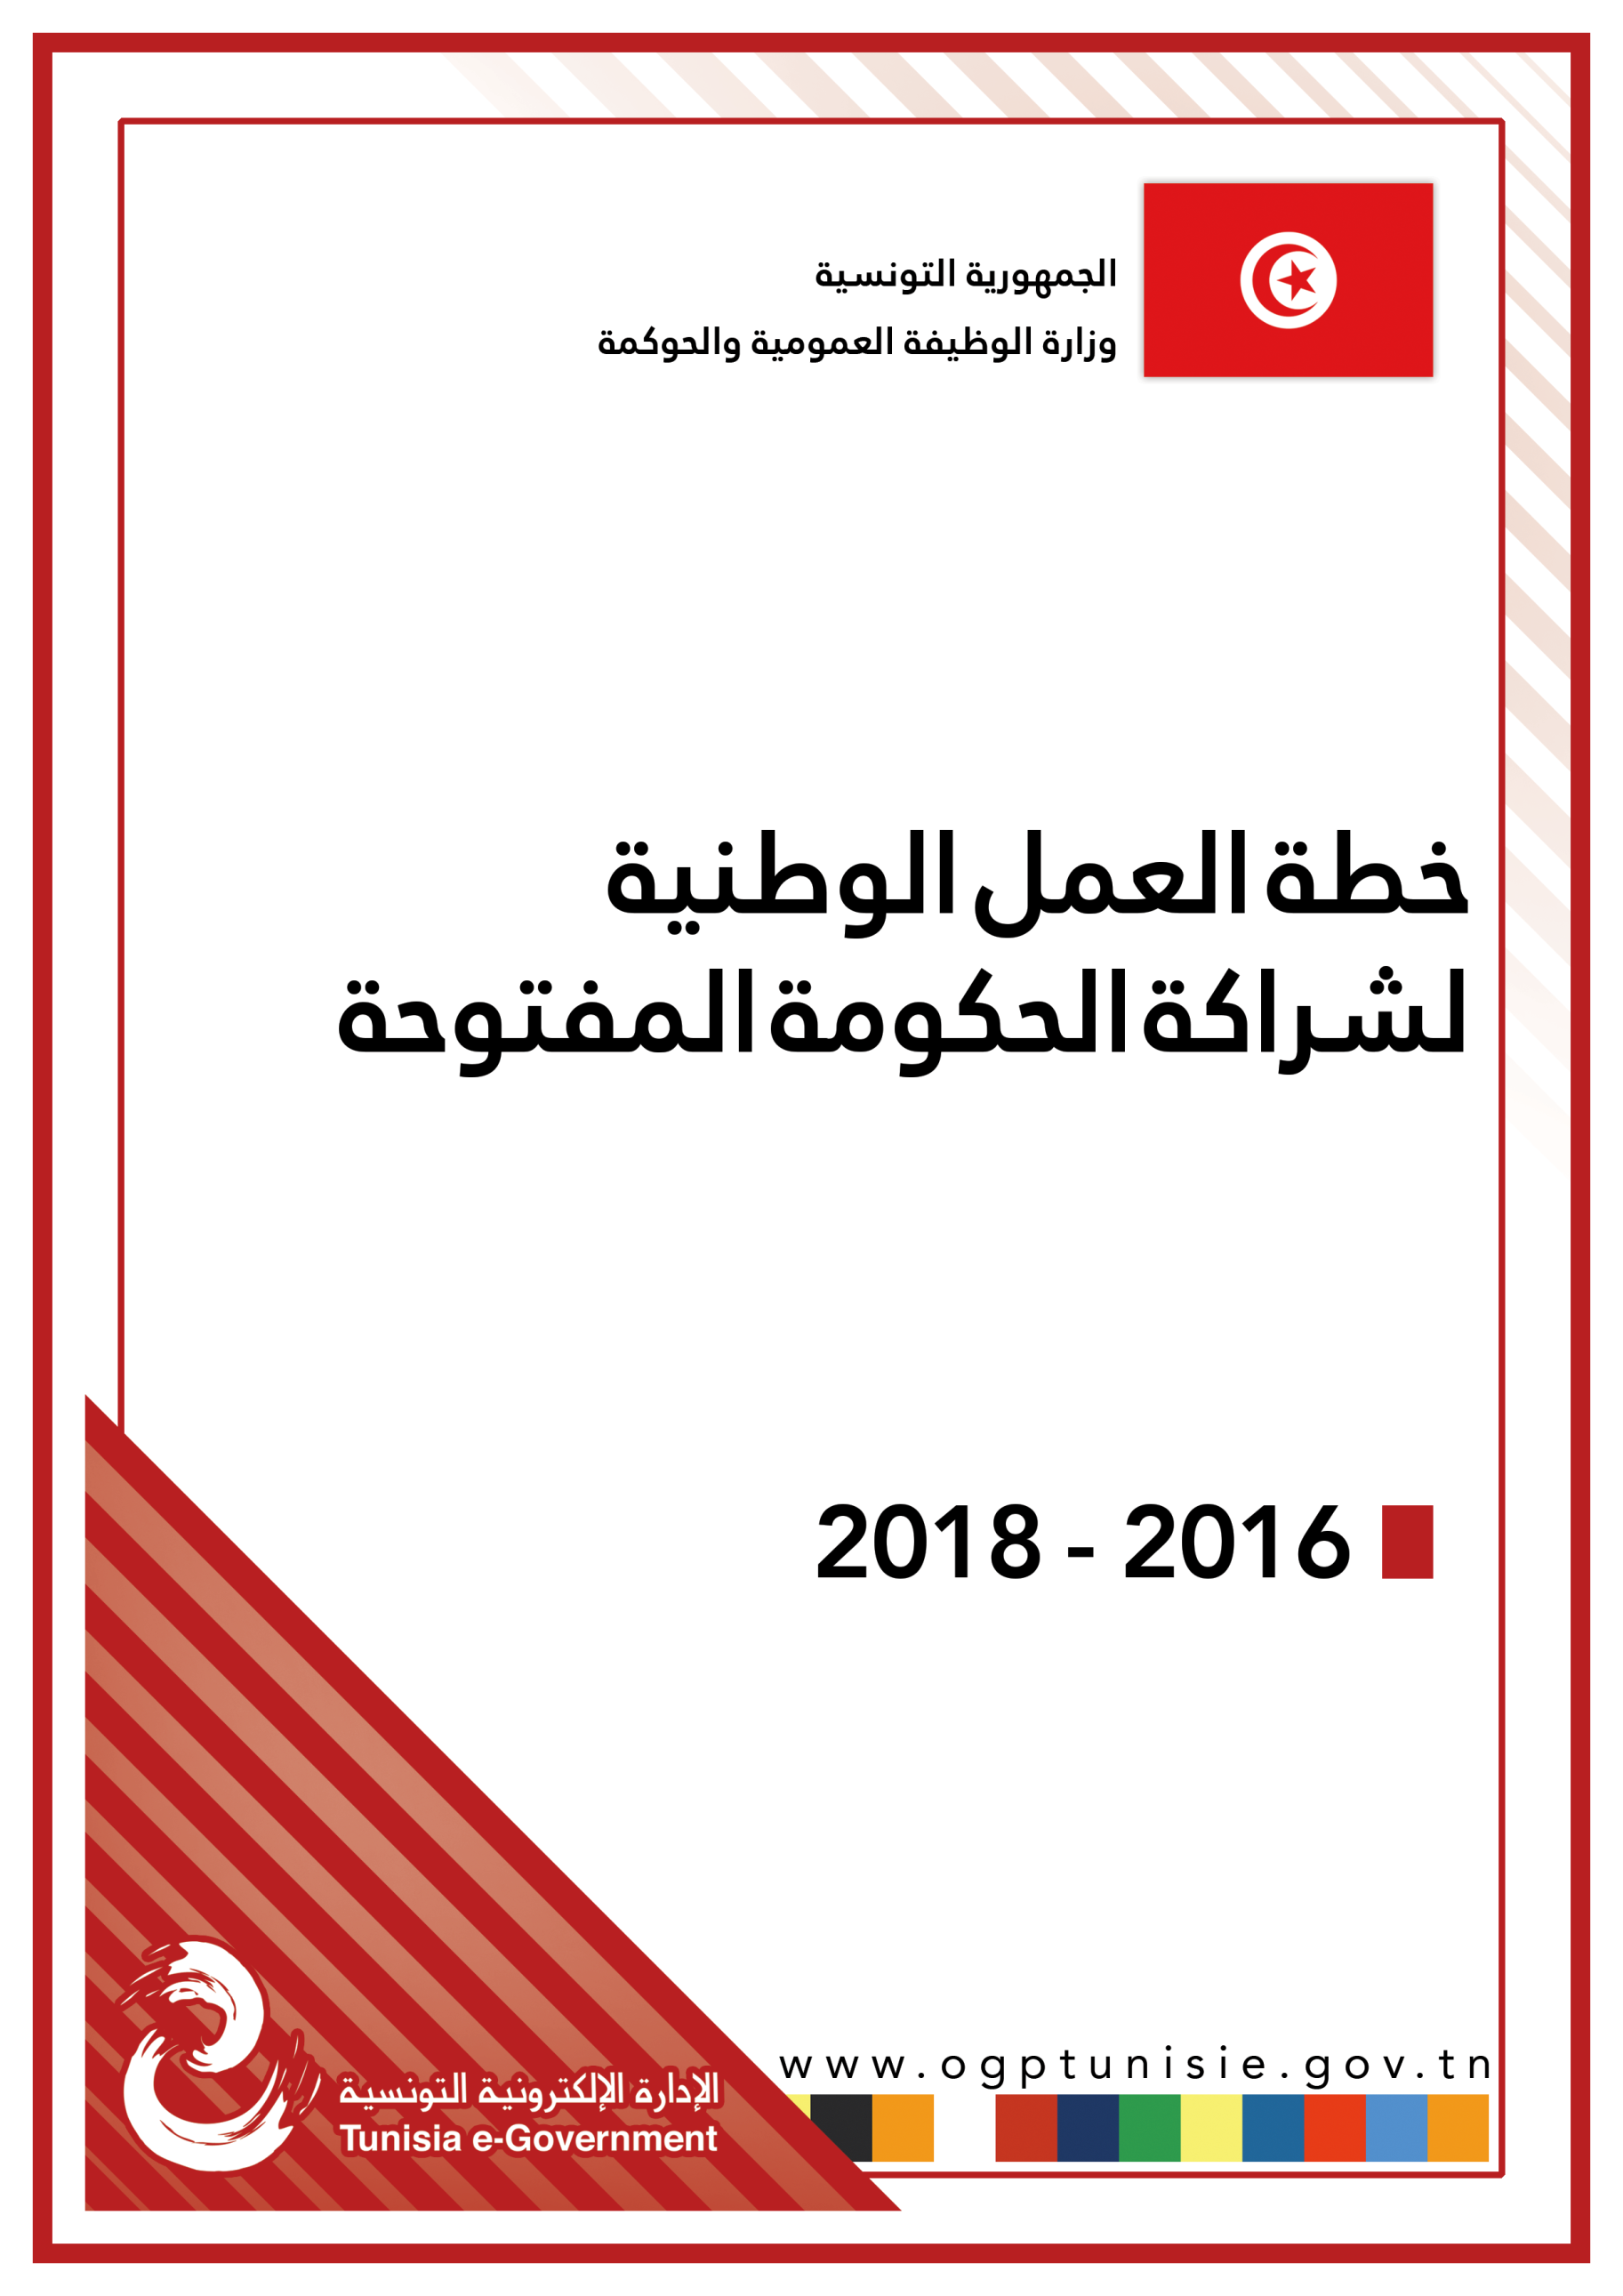 الجمهورية التونسية
وزارة الوظيفة العمومية والحوكمة
خطة العمل الوطنية
لشراكة الحكومة المفتوحة
2018 - 2016
www.ogptunisie.gov.tn
الإدارة الإلكترونية التونسية
Tunisia e-Government